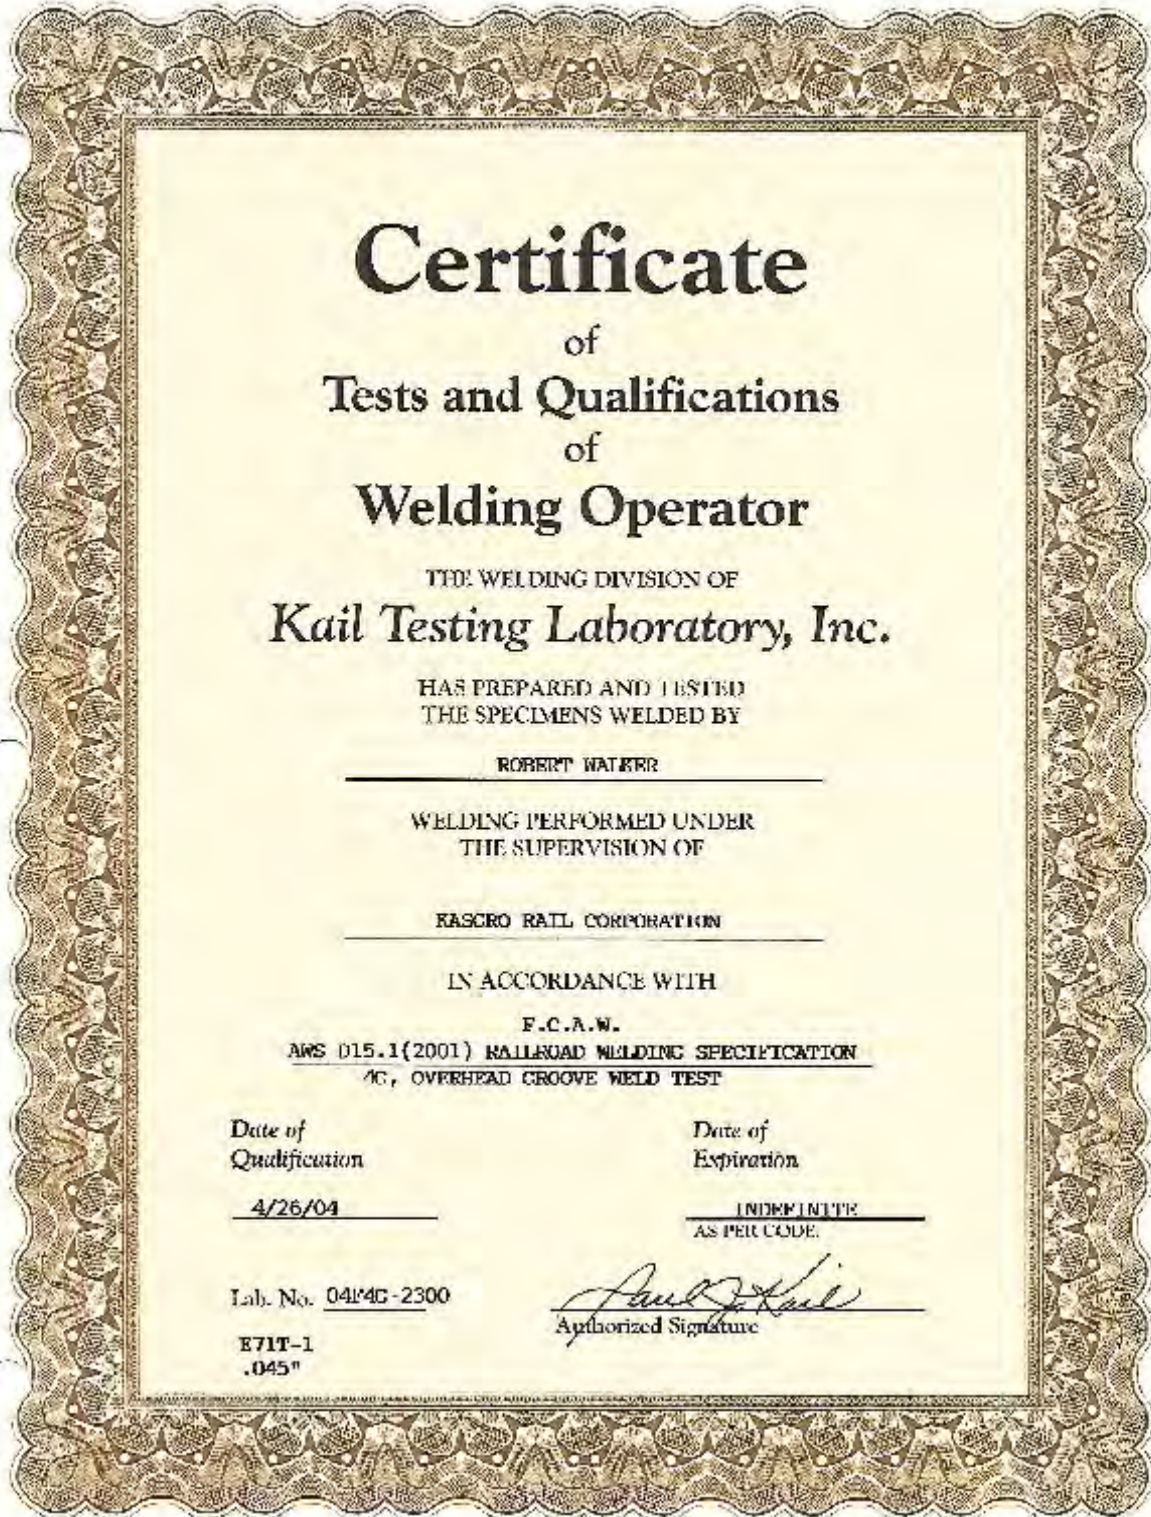 Certificate
of
Tests and Qualifications
of
Welding Operator
THE WELDING DIVISION OF
Kail Testing Laboratory, Inc.
HAS PREPARED AND TESTED
THE SPECIMENS WELDED BY
ROBERT WALKER
WELDING PERFORMED UNDER
THE SUPERVISION OF
KASGRO RAIL CORPORATION
IN ACCORDANCE WITH
F.C.A.W.
AWS D15.1(2001) RAILROAD WELDING SPECIFICATION
4G, OVERHEAD GROOVE WELD TEST
Date of Qualification
4/26/04
Date of Expiration
INDEFINITE
AS PER CODE.
Lab. No. 04F4G-2300
Paul J. Kail
Authorized Signature
E71T-1
.045"